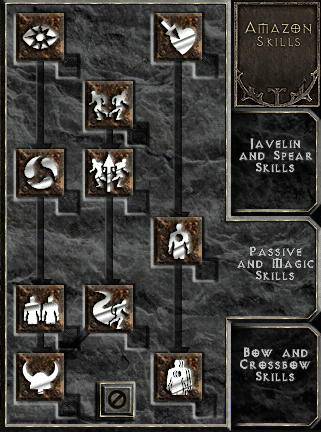 Amazon
Skills
Javelin
and Spear
Skills
Passive
and Magic
Skills
Bow and
Crossbow
Skills